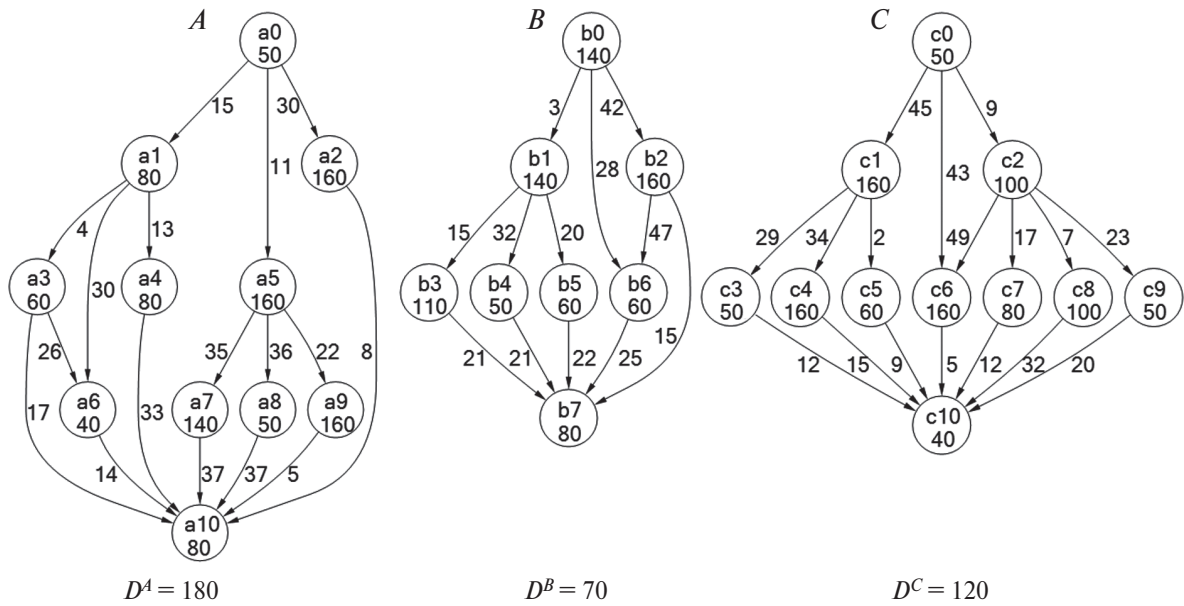 A
a0
50
15
30
11
a1
80
a2
160
4
13
30
a3
60
a4
80
a5
160
26
35
36
22
8
17
a6
40
33
a7
140
a8
50
a9
160
14
37
37
5
a10
80
D^A = 180
B
b0
140
3
42
28
b1
140
b2
160
15
32
20
47
b3
110
b4
50
b5
60
b6
60
15
21
21
22
25
b7
80
D^B = 70
C
c0
50
45
9
43
c1
160
c2
100
29
34
2
49
17
7
23
c3
50
c4
160
c5
60
c6
160
c7
80
c8
100
c9
50
12
15
9
5
12
32
20
c10
40
D^C = 120